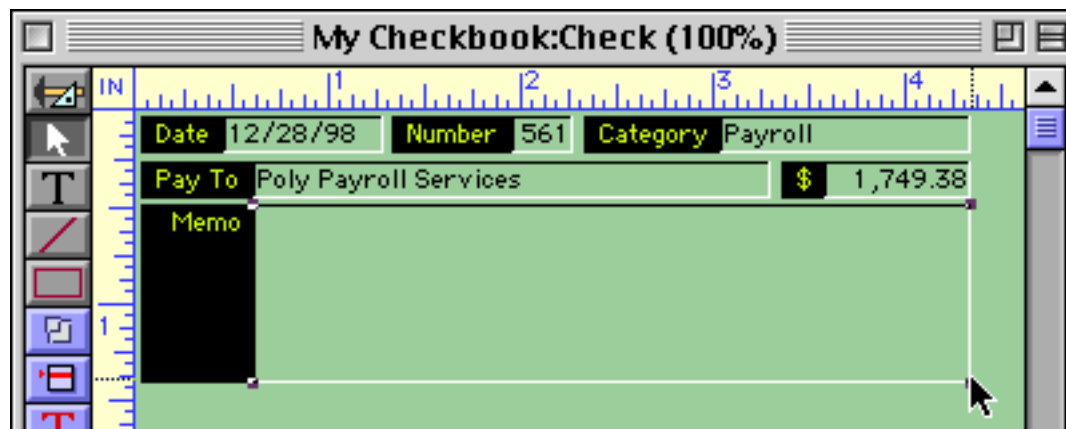 My Checkbook:Check (100%)
IN 1 2 3 4
Date 12/28/98 Number 561 Category Payroll
T Pay To Poly Payroll Services $ 1,749.38
Memo
1
T